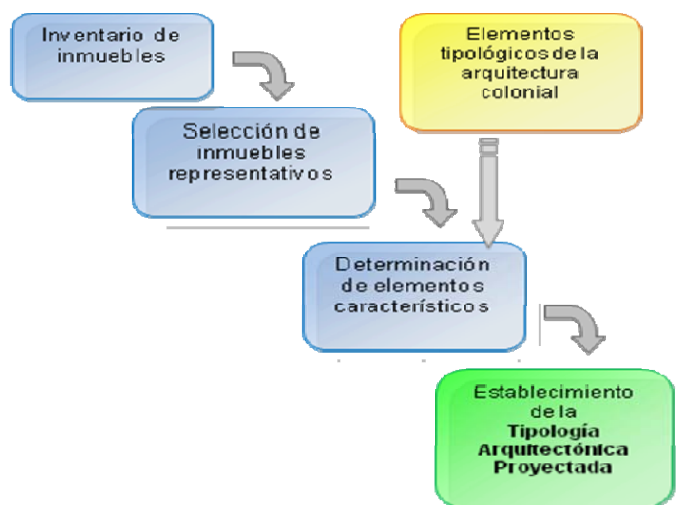 Inventario de
inmuebles
Elementos
tipológicos de la
arquitectura
colonial
Selección de
inmuebles
representativos
Determinación
de elementos
característicos
Establecimiento
de la
Tipología
Arquitectónica
Proyectada